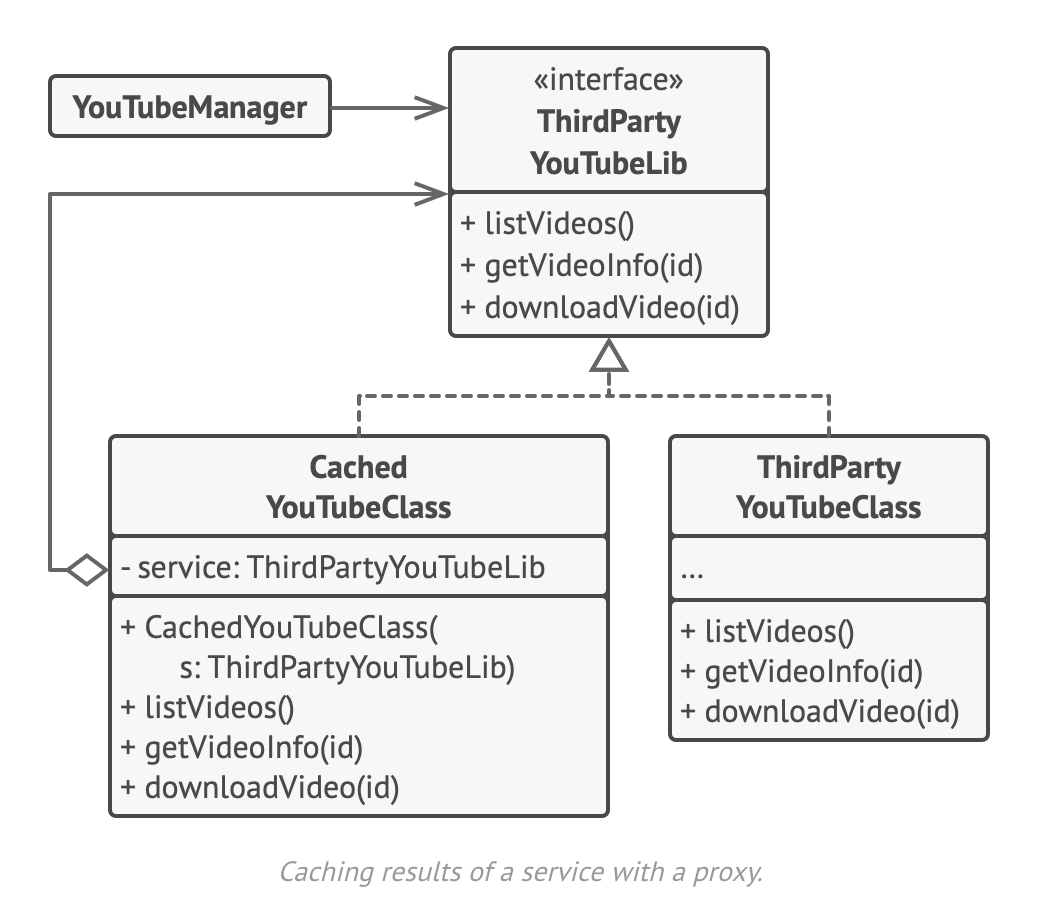 YouTubeManager
«interface»
ThirdParty
YouTubeLib
+ listVideos()
+ getVideoInfo(id)
+ downloadVideo(id)
Cached
YouTubeClass
- service: ThirdPartyYouTubeLib
+ CachedYouTubeClass(
s: ThirdPartyYouTubeLib)
+ listVideos()
+ getVideoInfo(id)
+ downloadVideo(id)
ThirdParty
YouTubeClass
...
+ listVideos()
+ getVideoInfo(id)
+ downloadVideo(id)
Caching results of a service with a proxy.